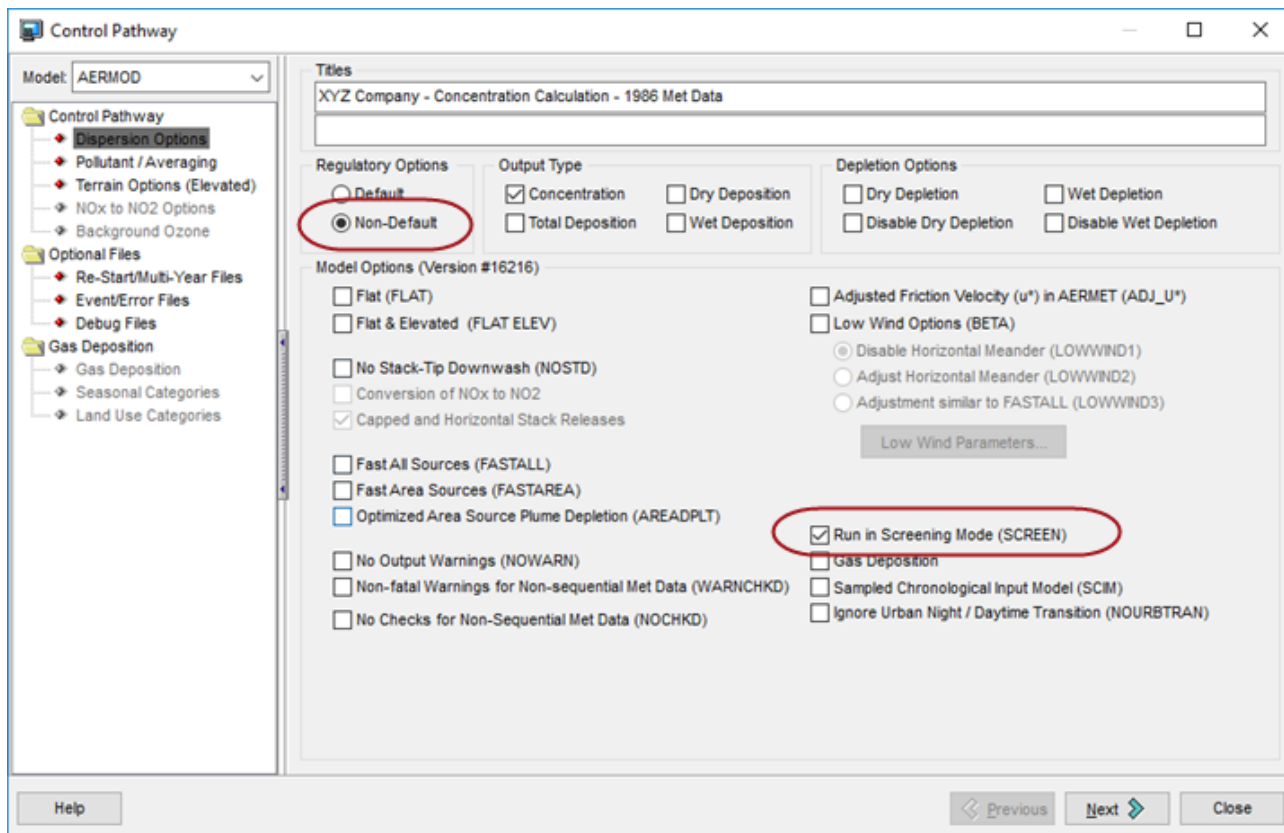 Control Pathway
Model: AERMOD
Control Pathway
Dispersion Options
Pollutant / Averaging
Terrain Options (Elevated)
NOx to NO2 Options
Background Ozone
Optional Files
Re-Start/Multi-Year Files
Event/Error Files
Debug Files
Gas Deposition
Gas Deposition
Seasonal Categories
Land Use Categories
Titles
XYZ Company - Concentration Calculation - 1986 Met Data
Regulatory Options
Default
Non-Default
Output Type
Concentration Dry Deposition
Total Deposition Wet Deposition
Depletion Options
Dry Depletion Wet Depletion
Disable Dry Depletion Disable Wet Depletion
Model Options (Version #16216)
Flat (FLAT)
Flat & Elevated (FLAT ELEV)
No Stack-Tip Downwash (NOSTD)
Conversion of NOx to NO2
Capped and Horizontal Stack Releases
Fast All Sources (FASTALL)
Fast Area Sources (FASTAREA)
Optimized Area Source Plume Depletion (AREADPLT)
No Output Warnings (NOWARN)
Non-fatal Warnings for Non-sequential Met Data (WARNCHKD)
No Checks for Non-Sequential Met Data (NOCHKD)
Adjusted Friction Velocity (u*) in AERMET (ADJ_U*)
Low Wind Options (BETA)
Disable Horizontal Meander (LOWWIND1)
Adjust Horizontal Meander (LOWWIND2)
Adjustment similar to FASTALL (LOWWIND3)
Low Wind Parameters...
Run in Screening Mode (SCREEN)
Gas Deposition
Sampled Chronological Input Model (SCIM)
Ignore Urban Night / Daytime Transition (NOURBTRAN)
Help
Previous
Next
Close